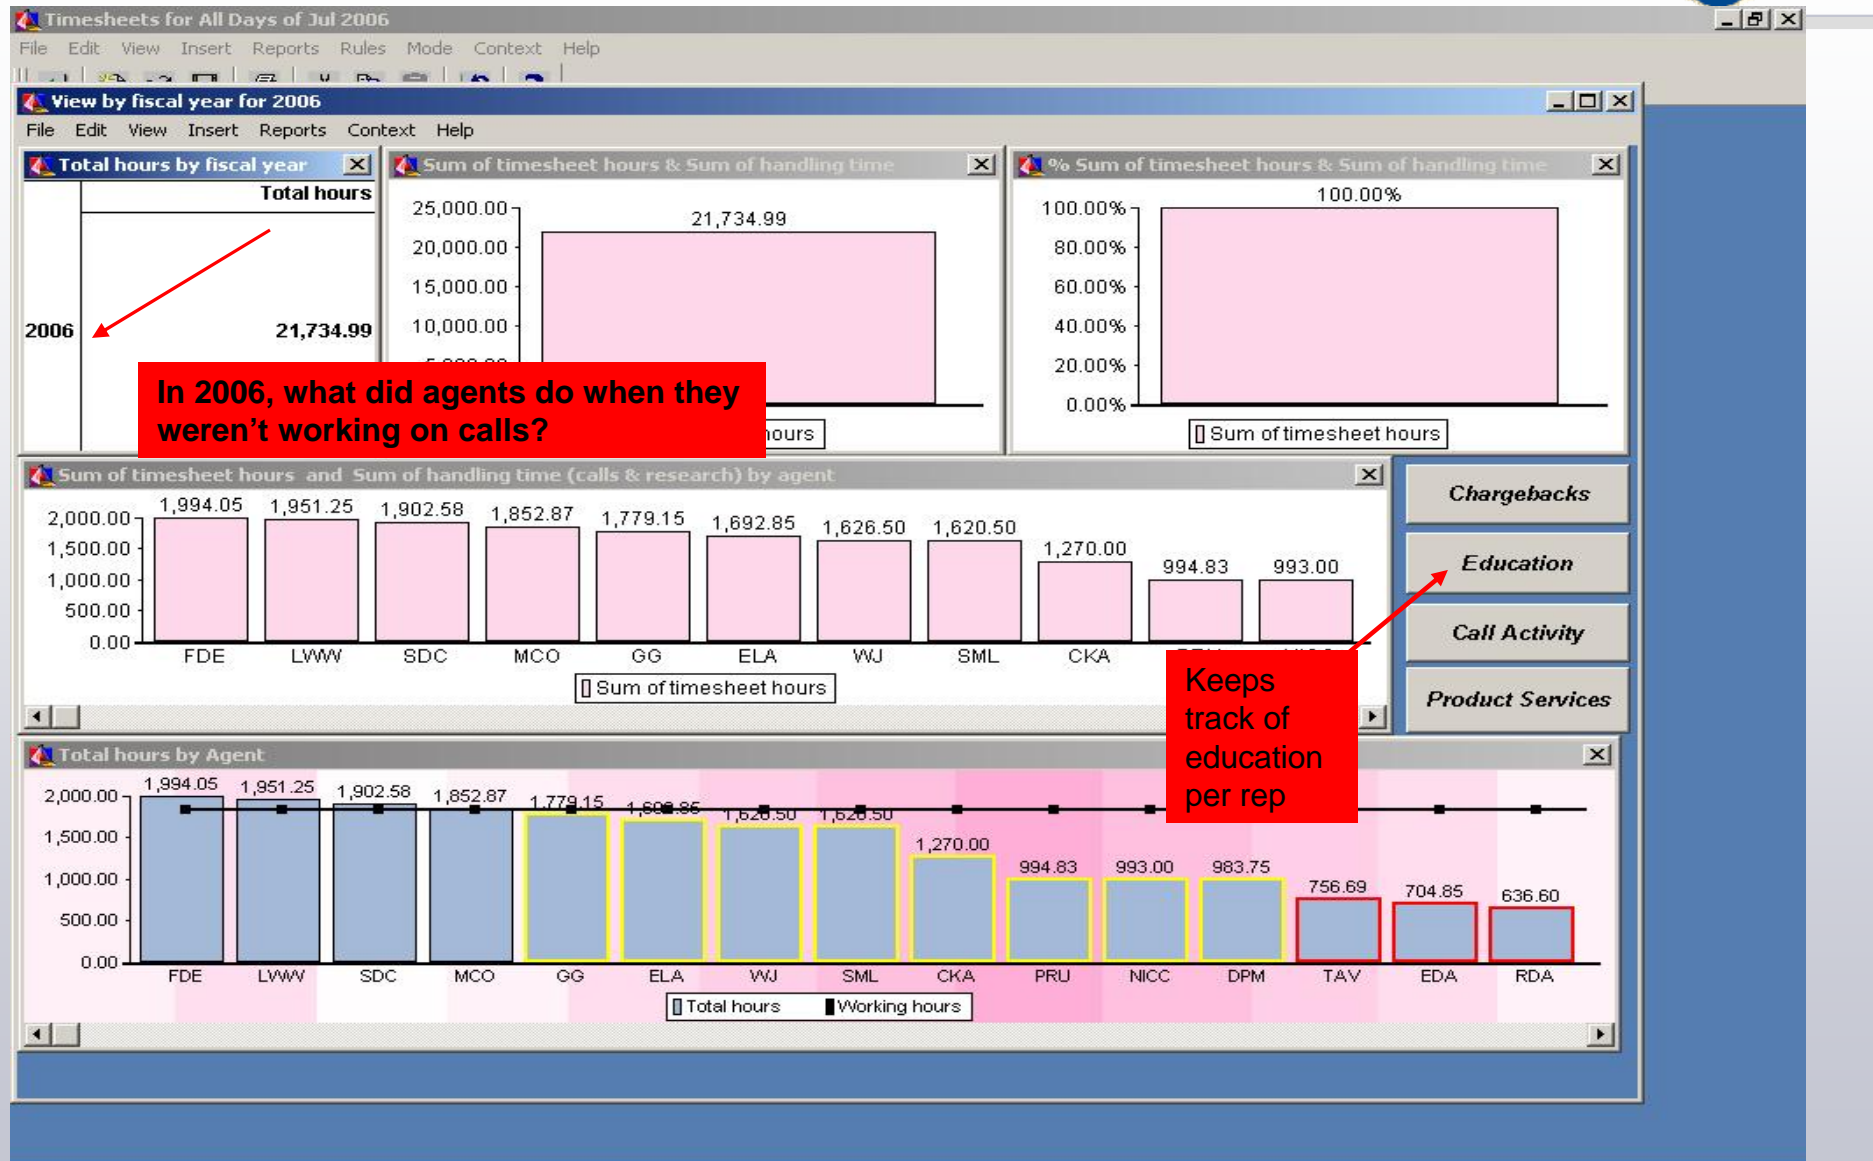 Timesheets for All Days of Jul 2006
File Edit View Insert Reports Rules Mode Context Help
View by fiscal year for 2006
File Edit View Insert Reports Context Help
Total hours by fiscal year
Total hours
2006 21,734.99
Sum of timesheet hours & Sum of handling time
25,000.00
20,000.00
15,000.00
10,000.00
21,734.99
hours
% Sum of timesheet hours & Sum of handling time
100.00%
100.00%
80.00%
60.00%
40.00%
20.00%
0.00%
Sum of timesheet hours
In 2006, what did agents do when they
weren't working on calls?
Sum of timesheet hours and Sum of handling time (calls & research) by agent
1,994.05 1,951.25 1,902.58 1,852.87 1,779.15 1,692.85 1,626.50 1,620.50 1,270.00 994.83 993.00
2,000.00
1,500.00
1,000.00
500.00
0.00
FDE LWW SDC MCO GG ELA WJ SML CKA
Sum of timesheet hours
Chargebacks
Education
Call Activity
Product Services
Keeps
track of
education
per rep
Total hours by Agent
1,994.05 1,951.25 1,902.58 1,852.87 1,779.15 1,692.85 1,626.50 1,620.50 1,270.00 994.83 993.00 983.75 756.69 704.85 636.60
2,000.00
1,500.00
1,000.00
500.00
0.00
FDE LWW SDC MCO GG ELA WJ SML CKA PRU NICC DPM TAV EDA RDA
Total hours Working hours